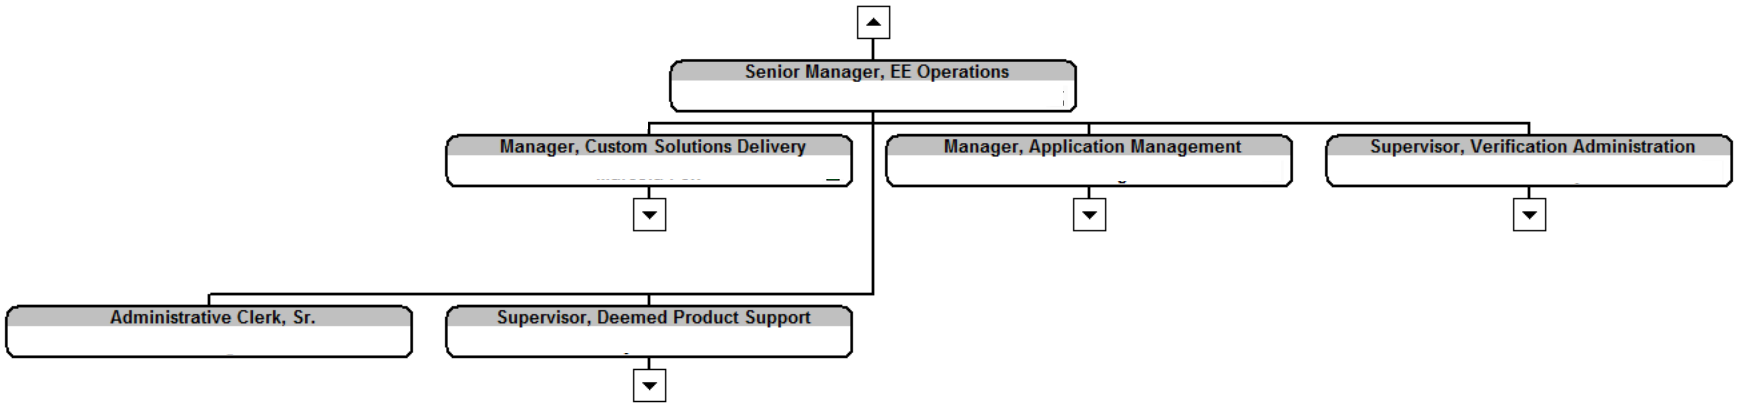 Senior Manager, EE Operations
Manager, Custom Solutions Delivery
Manager, Application Management
Supervisor, Verification Administration
Administrative Clerk, Sr.
Supervisor, Deemed Product Support